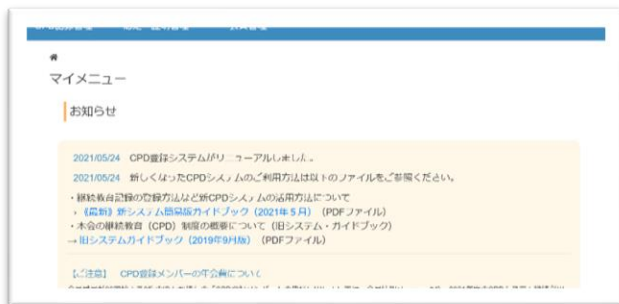 マイメニュー
お知らせ
2021/05/24 CPD登録システムがリニューアルしました。
2021/05/24 新しくなったCPDシステムのご利用方法は以下のファイルをご参照ください。
・継続教育記録の登録方法など新CPDシステムの活用方法について
《最新》新システム簡易版ガイドブック(2021年5月) (PDFファイル)
・本会の継続教育(CPD)制度の概要について(旧システム・ガイドブック)
→旧システムガイドブック(2019年9月版) (PDFファイル)
【ご注意】 CPD登録メンバーの年会費について